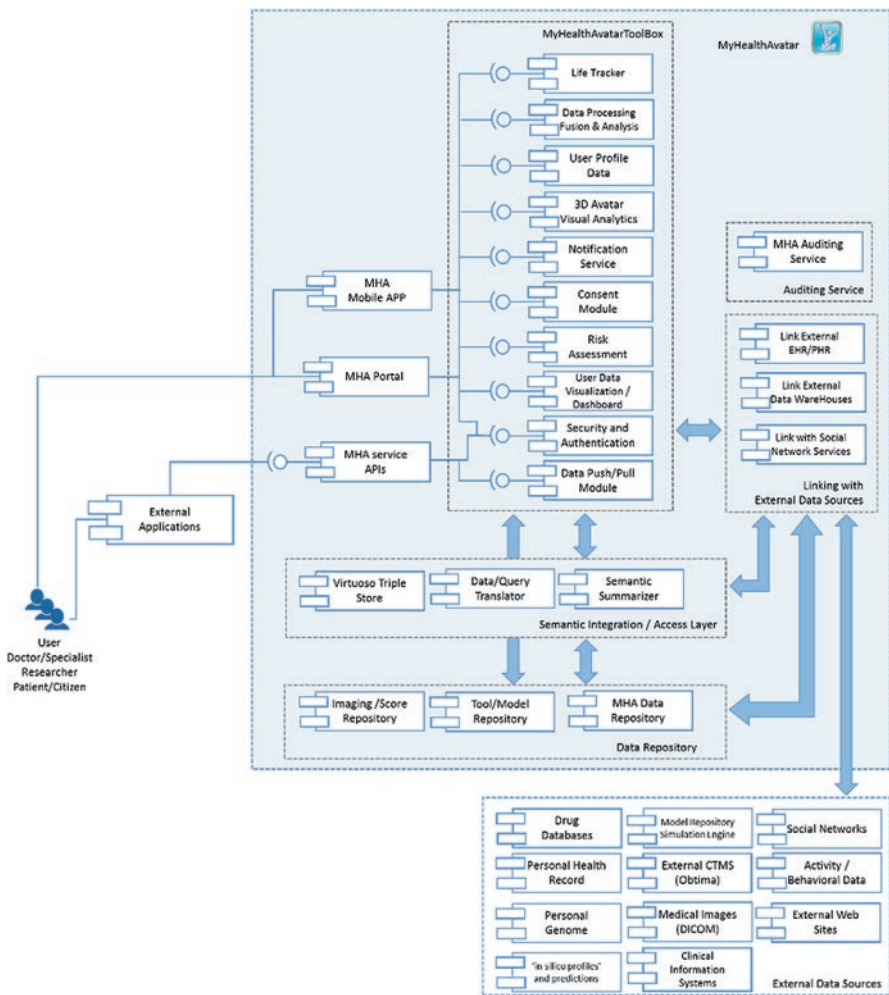 MyHealthAvatarToolBox
MyHealthAvatar
Life Tracker
Data Processing
Fusion & Analysis
User Profile
Data
3D Avatar
Visual Analytics
Notification
Service
Consent
Module
Risk
Assessment
User Data
Visualization /
Dashboard
Security and
Authentication
Data Push/Pull
Module
MHA
Mobile APP
MHA Portal
MHA service
APIs
External
Applications
User
Doctor/Specialist
Researcher
Patient/Citizen
MHA Auditing
Service
Auditing Service
Link External
EHR/PHR
Link External
Data WareHouses
Link with Social
Network Services
Linking with
External Data Sources
Virtuoso Triple
Store
Data/Query
Translator
Semantic
Summarizer
Semantic Integration / Access Layer
Imaging /Score
Repository
Tool/Model
Repository
MHA Data
Repository
Data Repository
Drug
Databases
Model Repository
Simulation Engine
Social Networks
Personal Health
Record
External CTMS
(Obtima)
Activity /
Behavioral Data
Personal
Genome
Medical Images
(DICOM)
External Web
Sites
'in silico profiles'
and predictions
Clinical
Information
Systems
External Data Sources